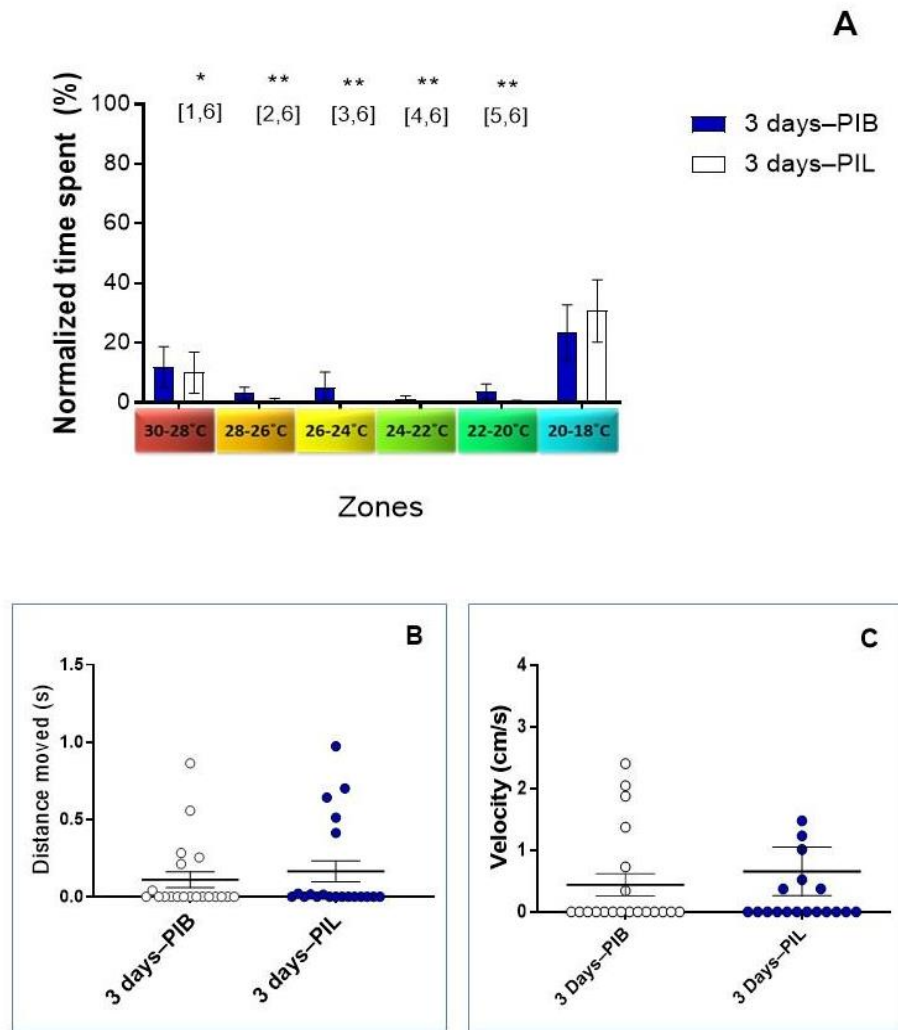 A
* ** ** ** **
[1,6] [2,6] [3,6] [4,6] [5,6]
Normalized time spent (%)
100
80
60
40
20
0
3 days–PIB
3 days–PIL
30-28˚C 28-26˚C 26-24˚C 24-22˚C 22-20˚C 20-18˚C
Zones
B
Distance moved (s)
1.5
1.0
0.5
0.0
3 days–PIB
3 days–PIL
C
Velocity (cm/s)
4
3
2
1
0
3 Days–PIB
3 Days–PIL